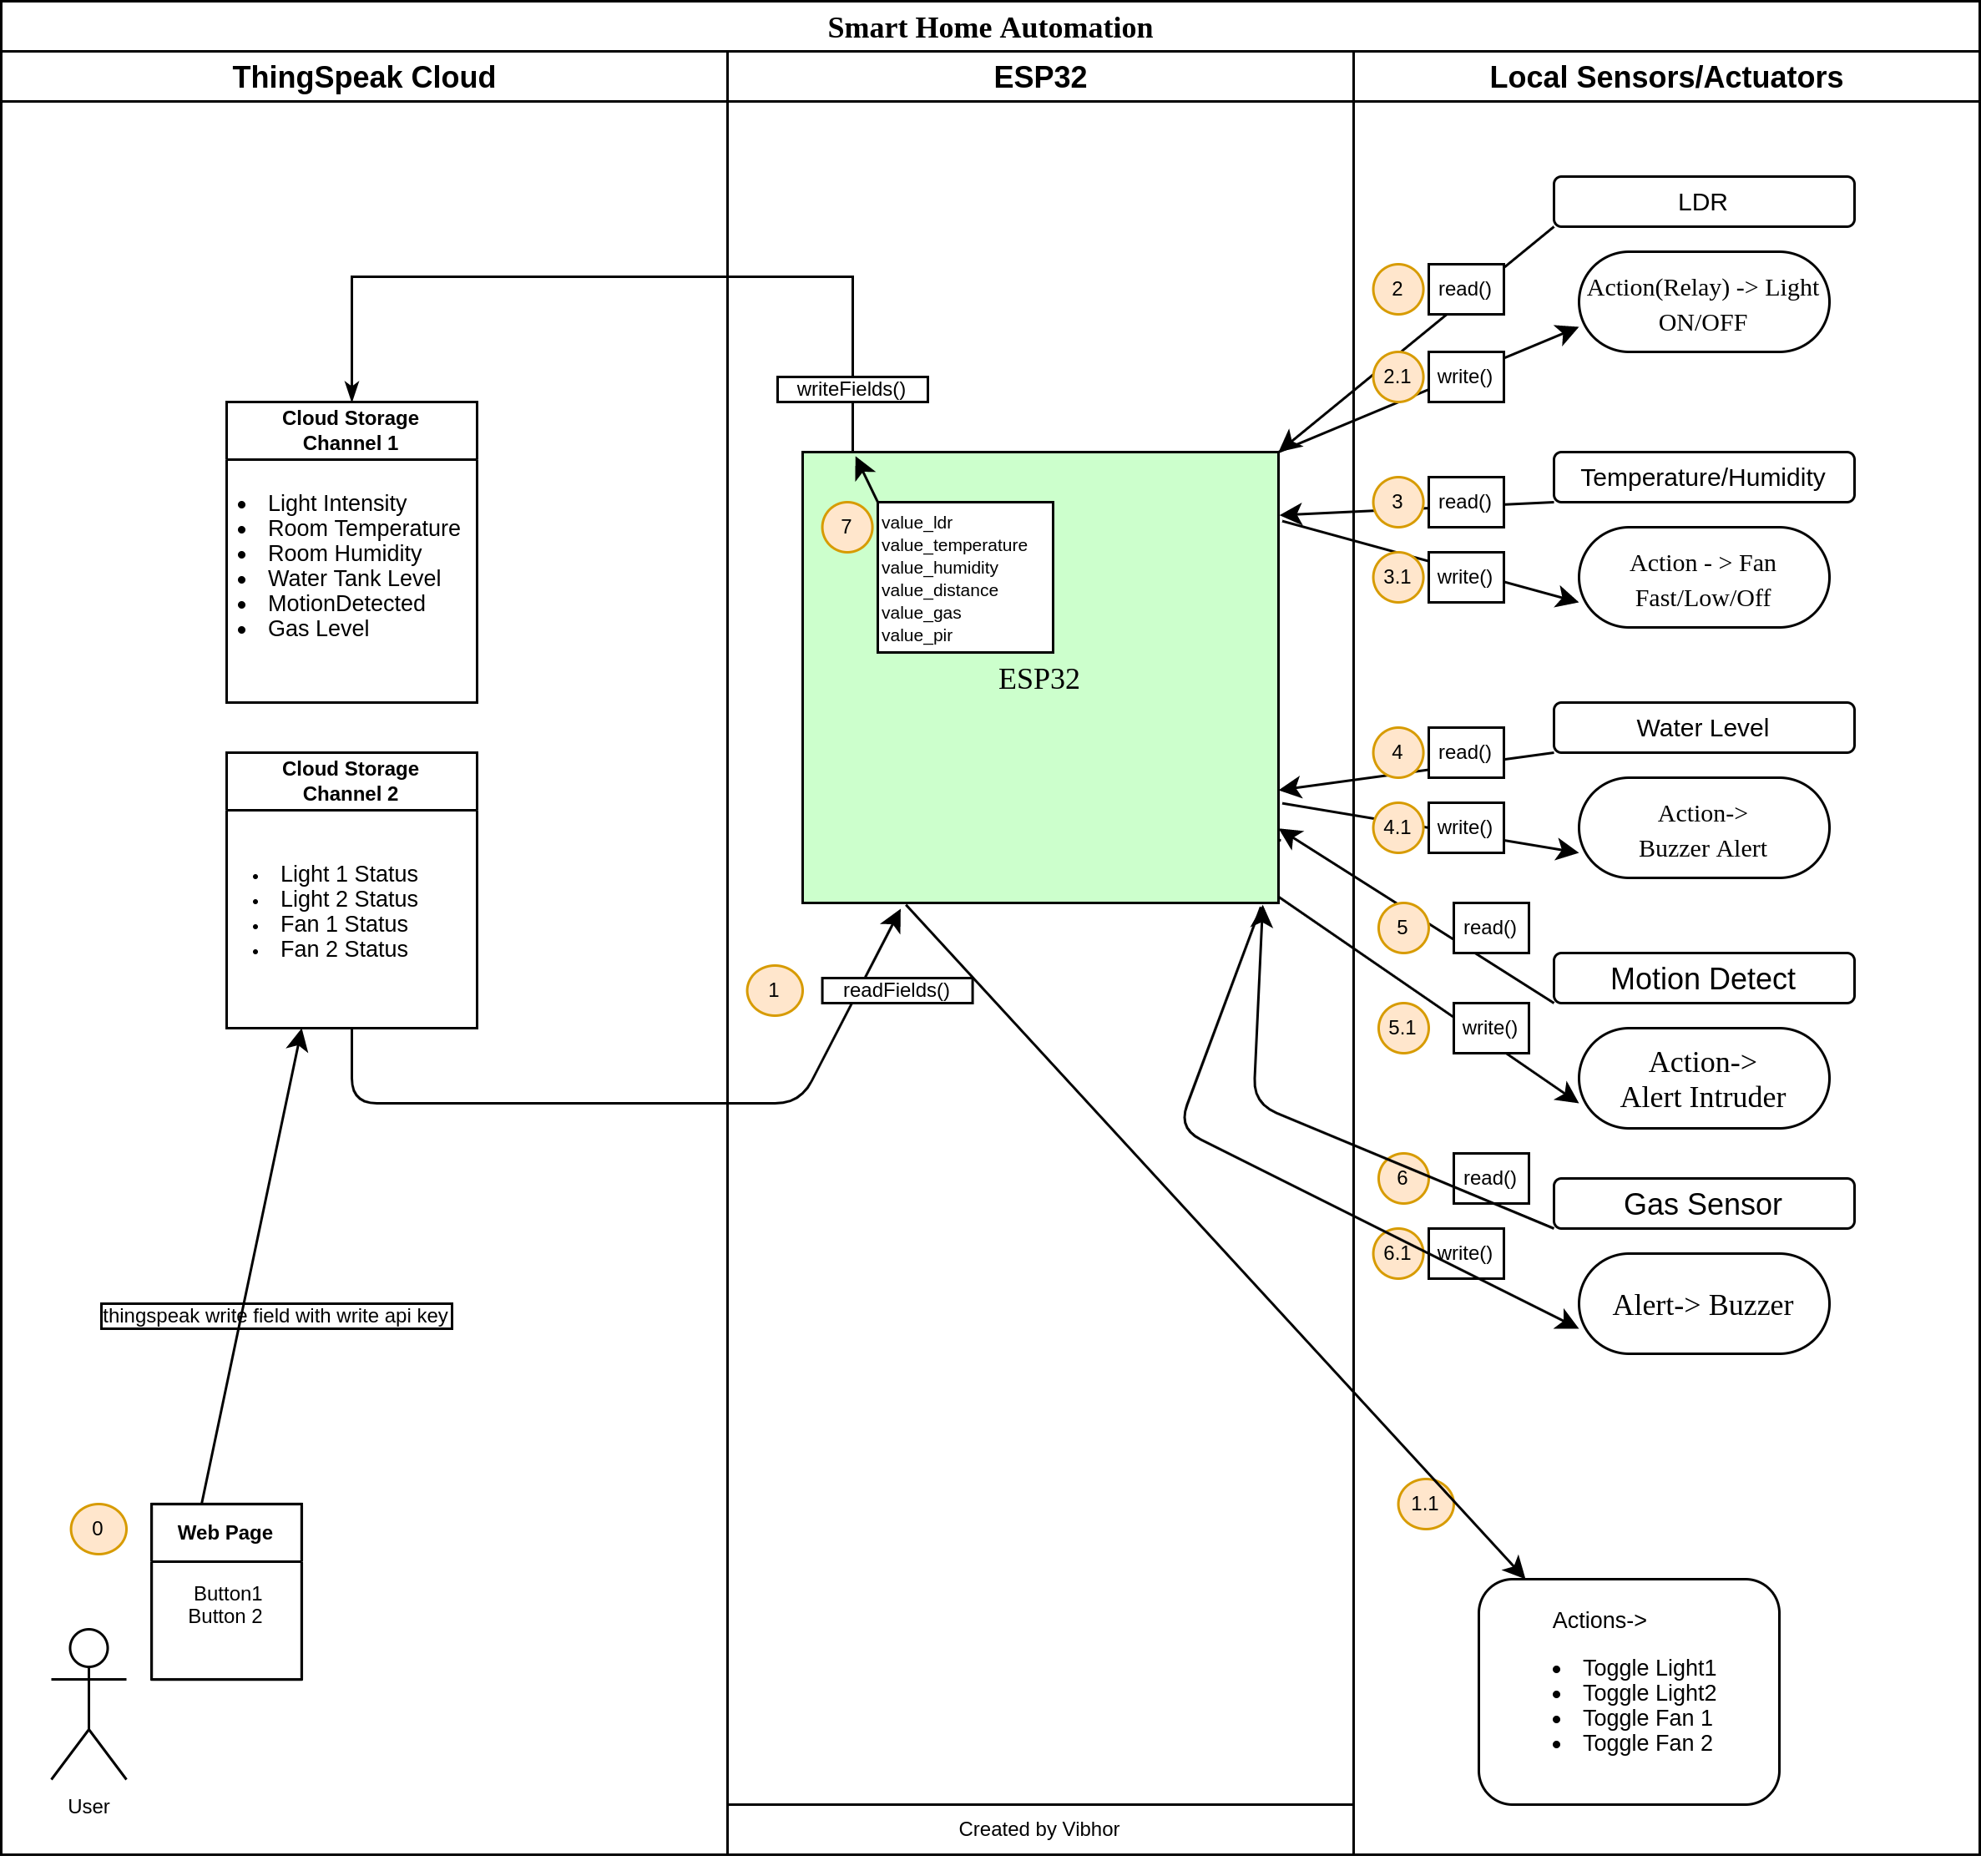 Smart Home Automation
ThingSpeak Cloud
ESP32
Local Sensors/Actuators
Cloud Storage
Channel 1
Light Intensity
Room Temperature
Room Humidity
Water Tank Level
MotionDetected
Gas Level
Cloud Storage
Channel 2
Light 1 Status
Light 2 Status
Fan 1 Status
Fan 2 Status
thingspeak write field with write api key
0
Web Page
Button1
Button 2
User
writeFields()
7
value_ldr
value_temperature
value_humidity
value_distance
value_gas
value_pir
ESP32
1
readFields()
Created by Vibhor
LDR
2
read()
Action(Relay) -> Light
ON/OFF
2.1
write()
Temperature/Humidity
3
read()
Action - > Fan
Fast/Low/Off
3.1
write()
Water Level
4
read()
Action->
Buzzer Alert
4.1
write()
5
read()
Motion Detect
5.1
write()
Action->
Alert Intruder
6
read()
Gas Sensor
6.1
write()
Alert-> Buzzer
1.1
Actions->
Toggle Light1
Toggle Light2
Toggle Fan 1
Toggle Fan 2